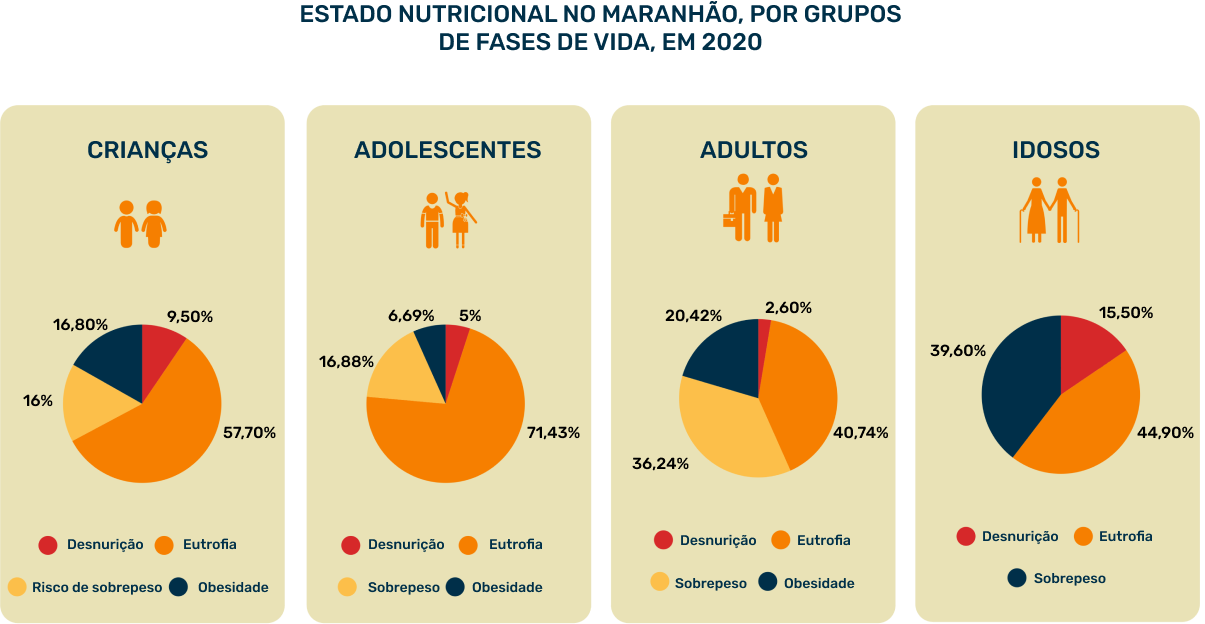 ESTADO NUTRICIONAL NO MARANHÃO, POR GRUPOS
DE FASES DE VIDA, EM 2020
CRIANÇAS
16,80%
9,50%
16%
57,70%
Desnurição
Eutrofia
Risco de sobrepeso
Obesidade
ADOLESCENTES
6,69%
5%
16,88%
71,43%
Desnurição
Eutrofia
Sobrepeso
Obesidade
ADULTOS
20,42%
2,60%
36,24%
40,74%
Desnurição
Eutrofia
Sobrepeso
Obesidade
IDOSOS
15,50%
39,60%
44,90%
Desnurição
Eutrofia
Sobrepeso